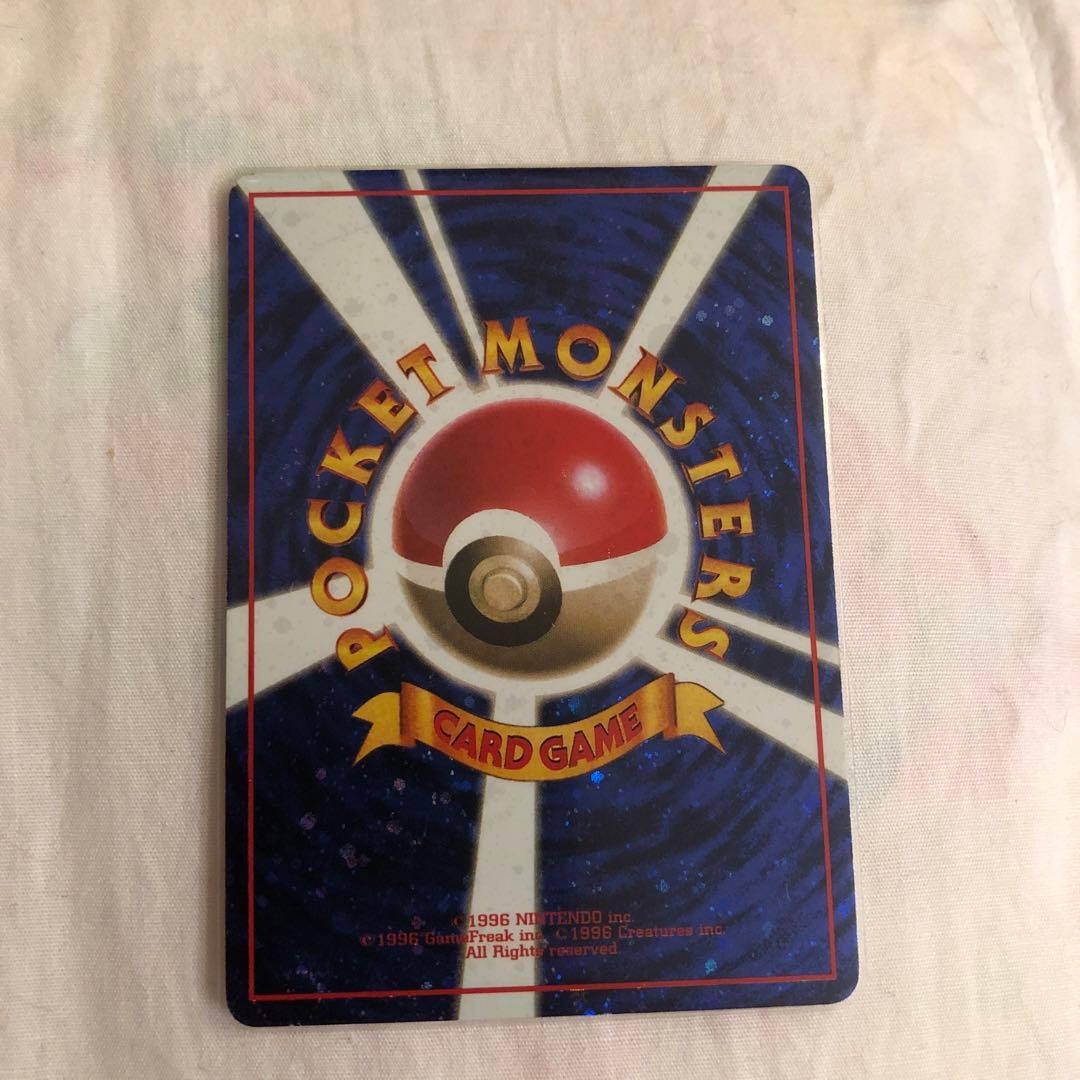 POCKET MONSTERS
CARD GAME
©1996 NINTENDO inc.
©1996 GameFreak inc. ©1996 Creatures inc.
All Rights reserved.